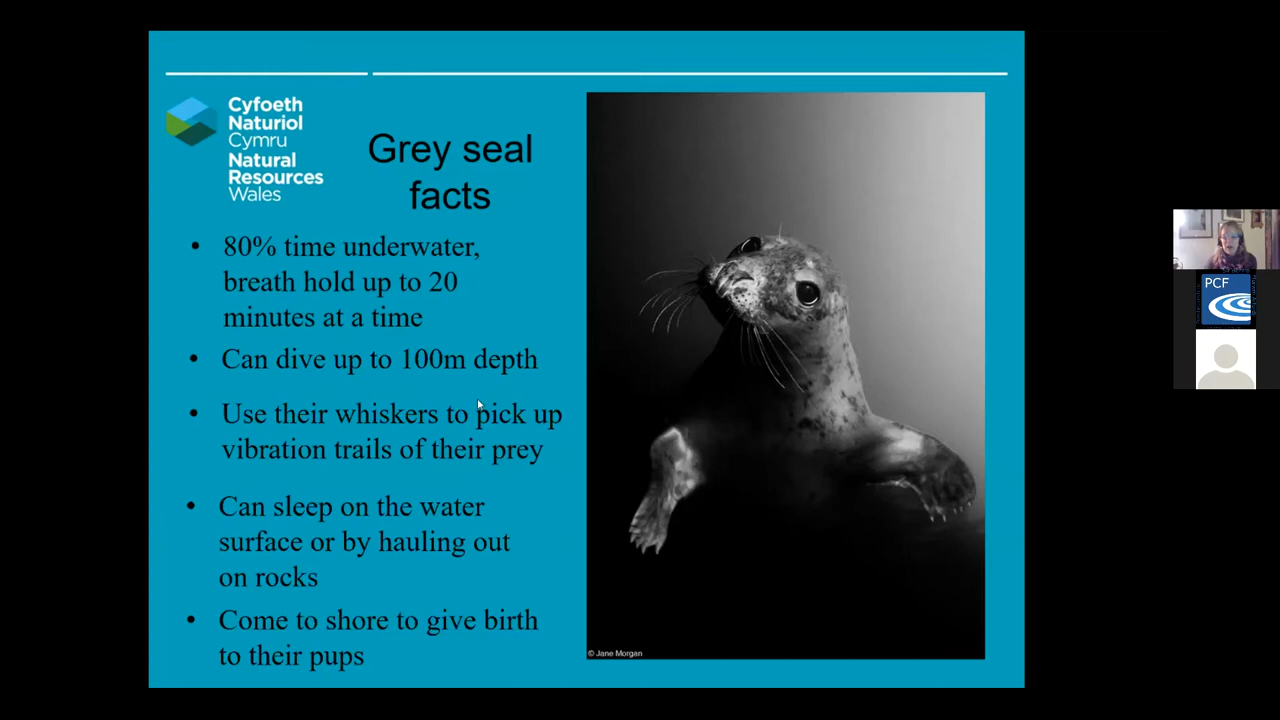 Cyfoeth
Naturiol
Cymru
Natural
Resources
Wales
Grey seal
facts
• 80% time underwater,
breath hold up to 20
minutes at a time
• Can dive up to 100m depth
• Use their whiskers to pick up
vibration trails of their prey
• Can sleep on the water
surface or by hauling out
on rocks
• Come to shore to give birth
to their pups
© Jane Morgan
PCF